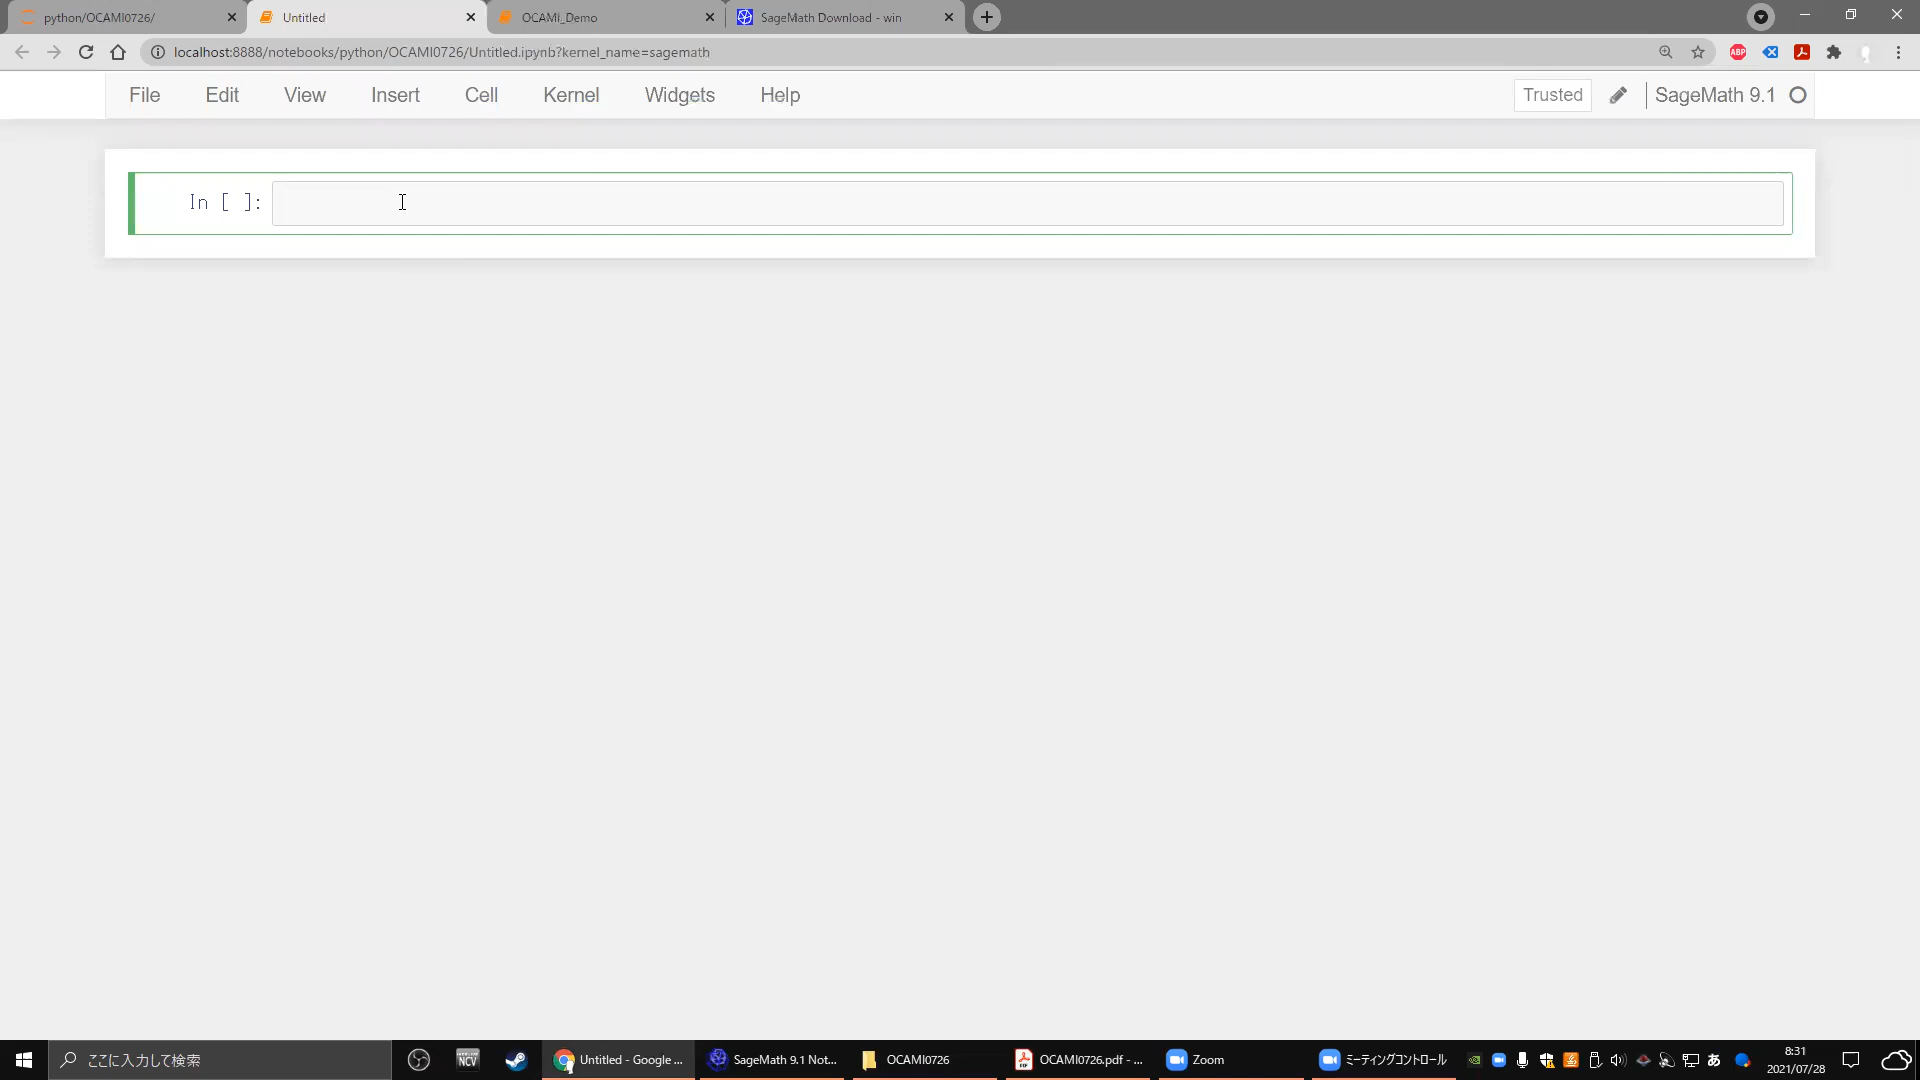 python/OCAMI0726/
Untitled
OCAMI_Demo
SageMath Download - win
localhost:8888/notebooks/python/OCAMI0726/Untitled.ipynb?kernel_name=sagemath
ABP
File Edit View Insert Cell Kernel Widgets Help
Trusted
SageMath 9.1
In [ ]:
ここに入力して検索
NCV
Untitled - Google ...
SageMath 9.1 Not...
OCAMI0726
OCAMI0726.pdf - ...
Zoom
ミーティングコントロール
あ
8:31
2021/07/28